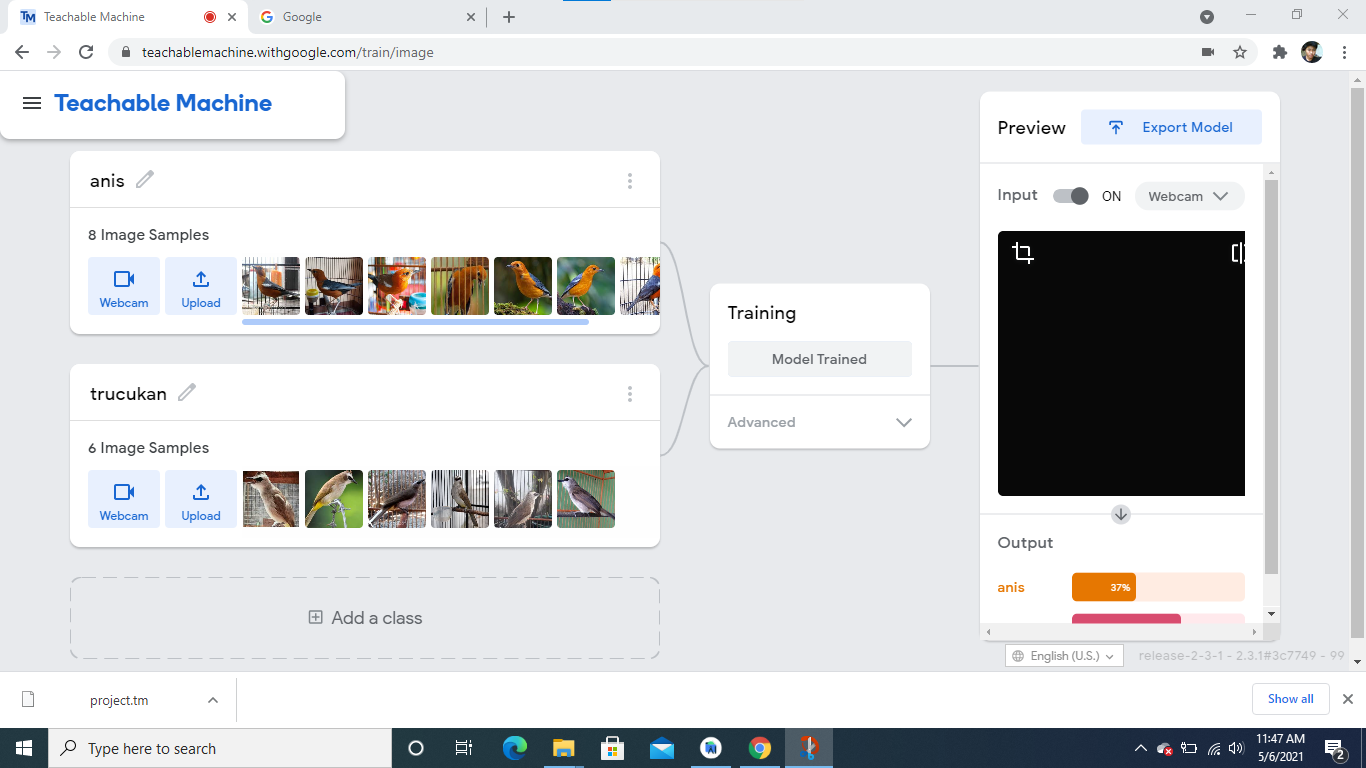 Teachable Machine
Google
teachablemachine.withgoogle.com/train/image
Teachable Machine
anis
8 Image Samples
Webcam
Upload
trucukan
6 Image Samples
Webcam
Upload
Add a class
Training
Model Trained
Advanced
Preview
Export Model
Input
ON
Webcam
Output
anis
37%
English (U.S.)
release-2-3-1 - 2.3.1#3c7749 - 99
project.tm
Show all
Type here to search
11:47 AM
5/6/2021
2